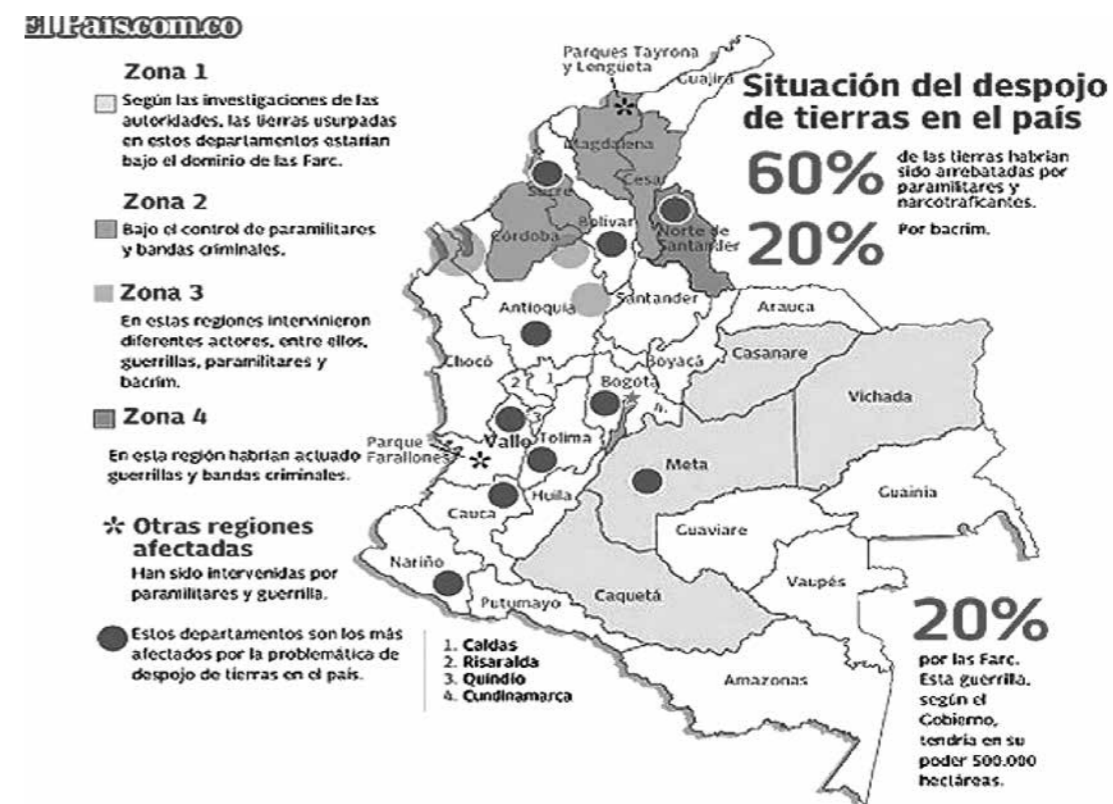 El País.com.co
Zona 1
Según las investigaciones de las
autoridades, las tierras usurpadas
en estos departamentos estarían
bajo el dominio de las Farc.
Zona 2
Bajo el control de paramilitares
y bandas criminales.
Zona 3
En estas regiones intervinieron
diferentes actores, entre ellos,
guerrillas, paramilitares y
bacrim.
Zona 4
En esta región habrían actuado
guerrillas y bandas criminales.
* Otras regiones
afectadas
Han sido intervenidas por
paramilitares y guerrilla.
Estos departamentos son los más
afectados por la problemática de
despojo de tierras en el país.
1. Caldas
2. Risaralda
3. Quindío
4. Cundinamarca
Situación del despojo
de tierras en el país
60%
de las tierras habrían
sido arrebatadas por
paramilitares y
narcotraficantes.
20%
Por bacrim.
20%
por las Farc.
Esta guerrilla,
según el
Gobierno,
tendría en su
poder 500.000
hectáreas.
Parques Tayrona
y Lengüeta
Guajira
Magdalena
Cesar
Sucre
Bolívar
Córdoba
Norte de
Santander
Antioquia
Santander
Arauca
Chocó
Boyacá
Casanare
Vichada
2
1
3
Bogotá
4.
Parque
Farallones
Valle
Tolima
Meta
Guainía
Cauca
Huila
Guaviare
Nariño
Putumayo
Caquetá
Vaupés
Amazonas